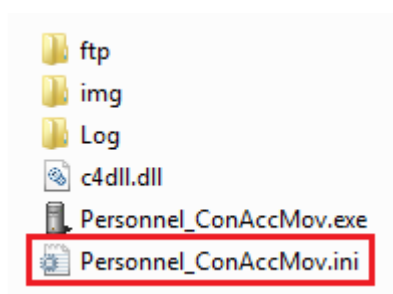 ftp
img
Log
c4dll.dll
Personnel_ConAccMov.exe
Personnel_ConAccMov.ini